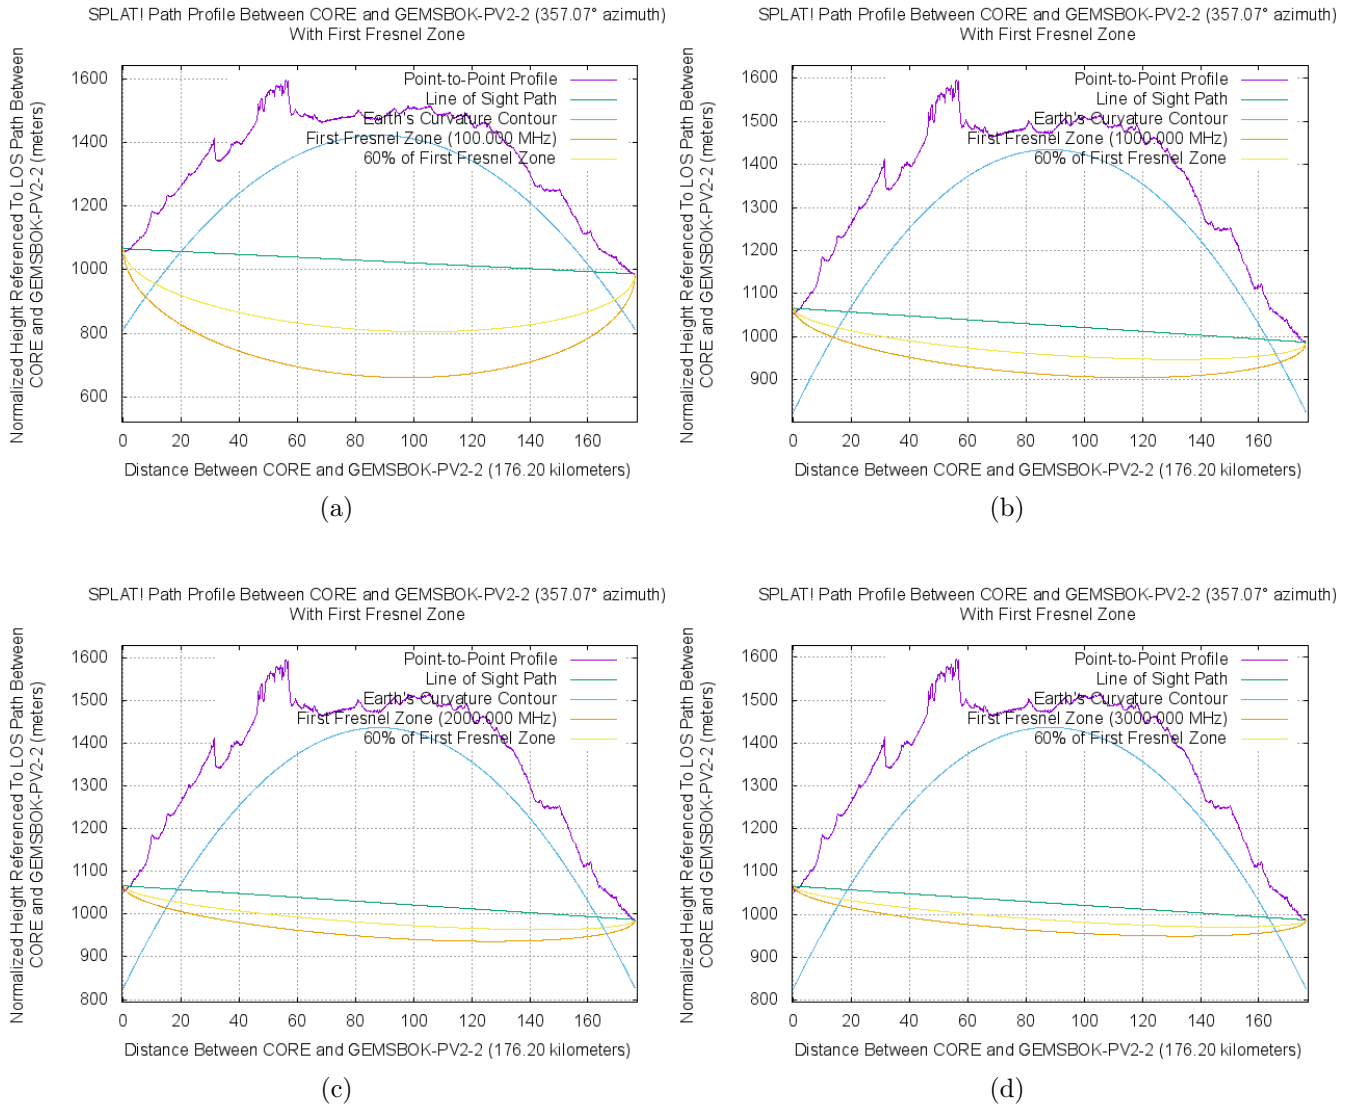 SPLAT! Path Profile Between CORE and GEMSBOK-PV2-2 (357.07° azimuth)
With First Fresnel Zone
Normalized Height Referenced To LOS Path Between
CORE and GEMSBOK-PV2-2 (meters)
1600
1400
1200
1000
800
600
Point-to-Point Profile
Line of Sight Path
Earth's Curvature Contour
First Fresnel Zone (100.000 MHz)
60% of First Fresnel Zone
0 20 40 60 80 100 120 140 160
Distance Between CORE and GEMSBOK-PV2-2 (176.20 kilometers)
(a)
SPLAT! Path Profile Between CORE and GEMSBOK-PV2-2 (357.07° azimuth)
With First Fresnel Zone
Normalized Height Referenced To LOS Path Between
CORE and GEMSBOK-PV2-2 (meters)
1600
1500
1400
1300
1200
1100
1000
900
Point-to-Point Profile
Line of Sight Path
Earth's Curvature Contour
First Fresnel Zone (1000.000 MHz)
60% of First Fresnel Zone
0 20 40 60 80 100 120 140 160
Distance Between CORE and GEMSBOK-PV2-2 (176.20 kilometers)
(b)
SPLAT! Path Profile Between CORE and GEMSBOK-PV2-2 (357.07° azimuth)
With First Fresnel Zone
Normalized Height Referenced To LOS Path Between
CORE and GEMSBOK-PV2-2 (meters)
1600
1500
1400
1300
1200
1100
1000
900
800
Point-to-Point Profile
Line of Sight Path
Earth's Curvature Contour
First Fresnel Zone (2000.000 MHz)
60% of First Fresnel Zone
0 20 40 60 80 100 120 140 160
Distance Between CORE and GEMSBOK-PV2-2 (176.20 kilometers)
(c)
SPLAT! Path Profile Between CORE and GEMSBOK-PV2-2 (357.07° azimuth)
With First Fresnel Zone
Normalized Height Referenced To LOS Path Between
CORE and GEMSBOK-PV2-2 (meters)
1600
1500
1400
1300
1200
1100
1000
900
800
Point-to-Point Profile
Line of Sight Path
Earth's Curvature Contour
First Fresnel Zone (3000.000 MHz)
60% of First Fresnel Zone
0 20 40 60 80 100 120 140 160
Distance Between CORE and GEMSBOK-PV2-2 (176.20 kilometers)
(d)